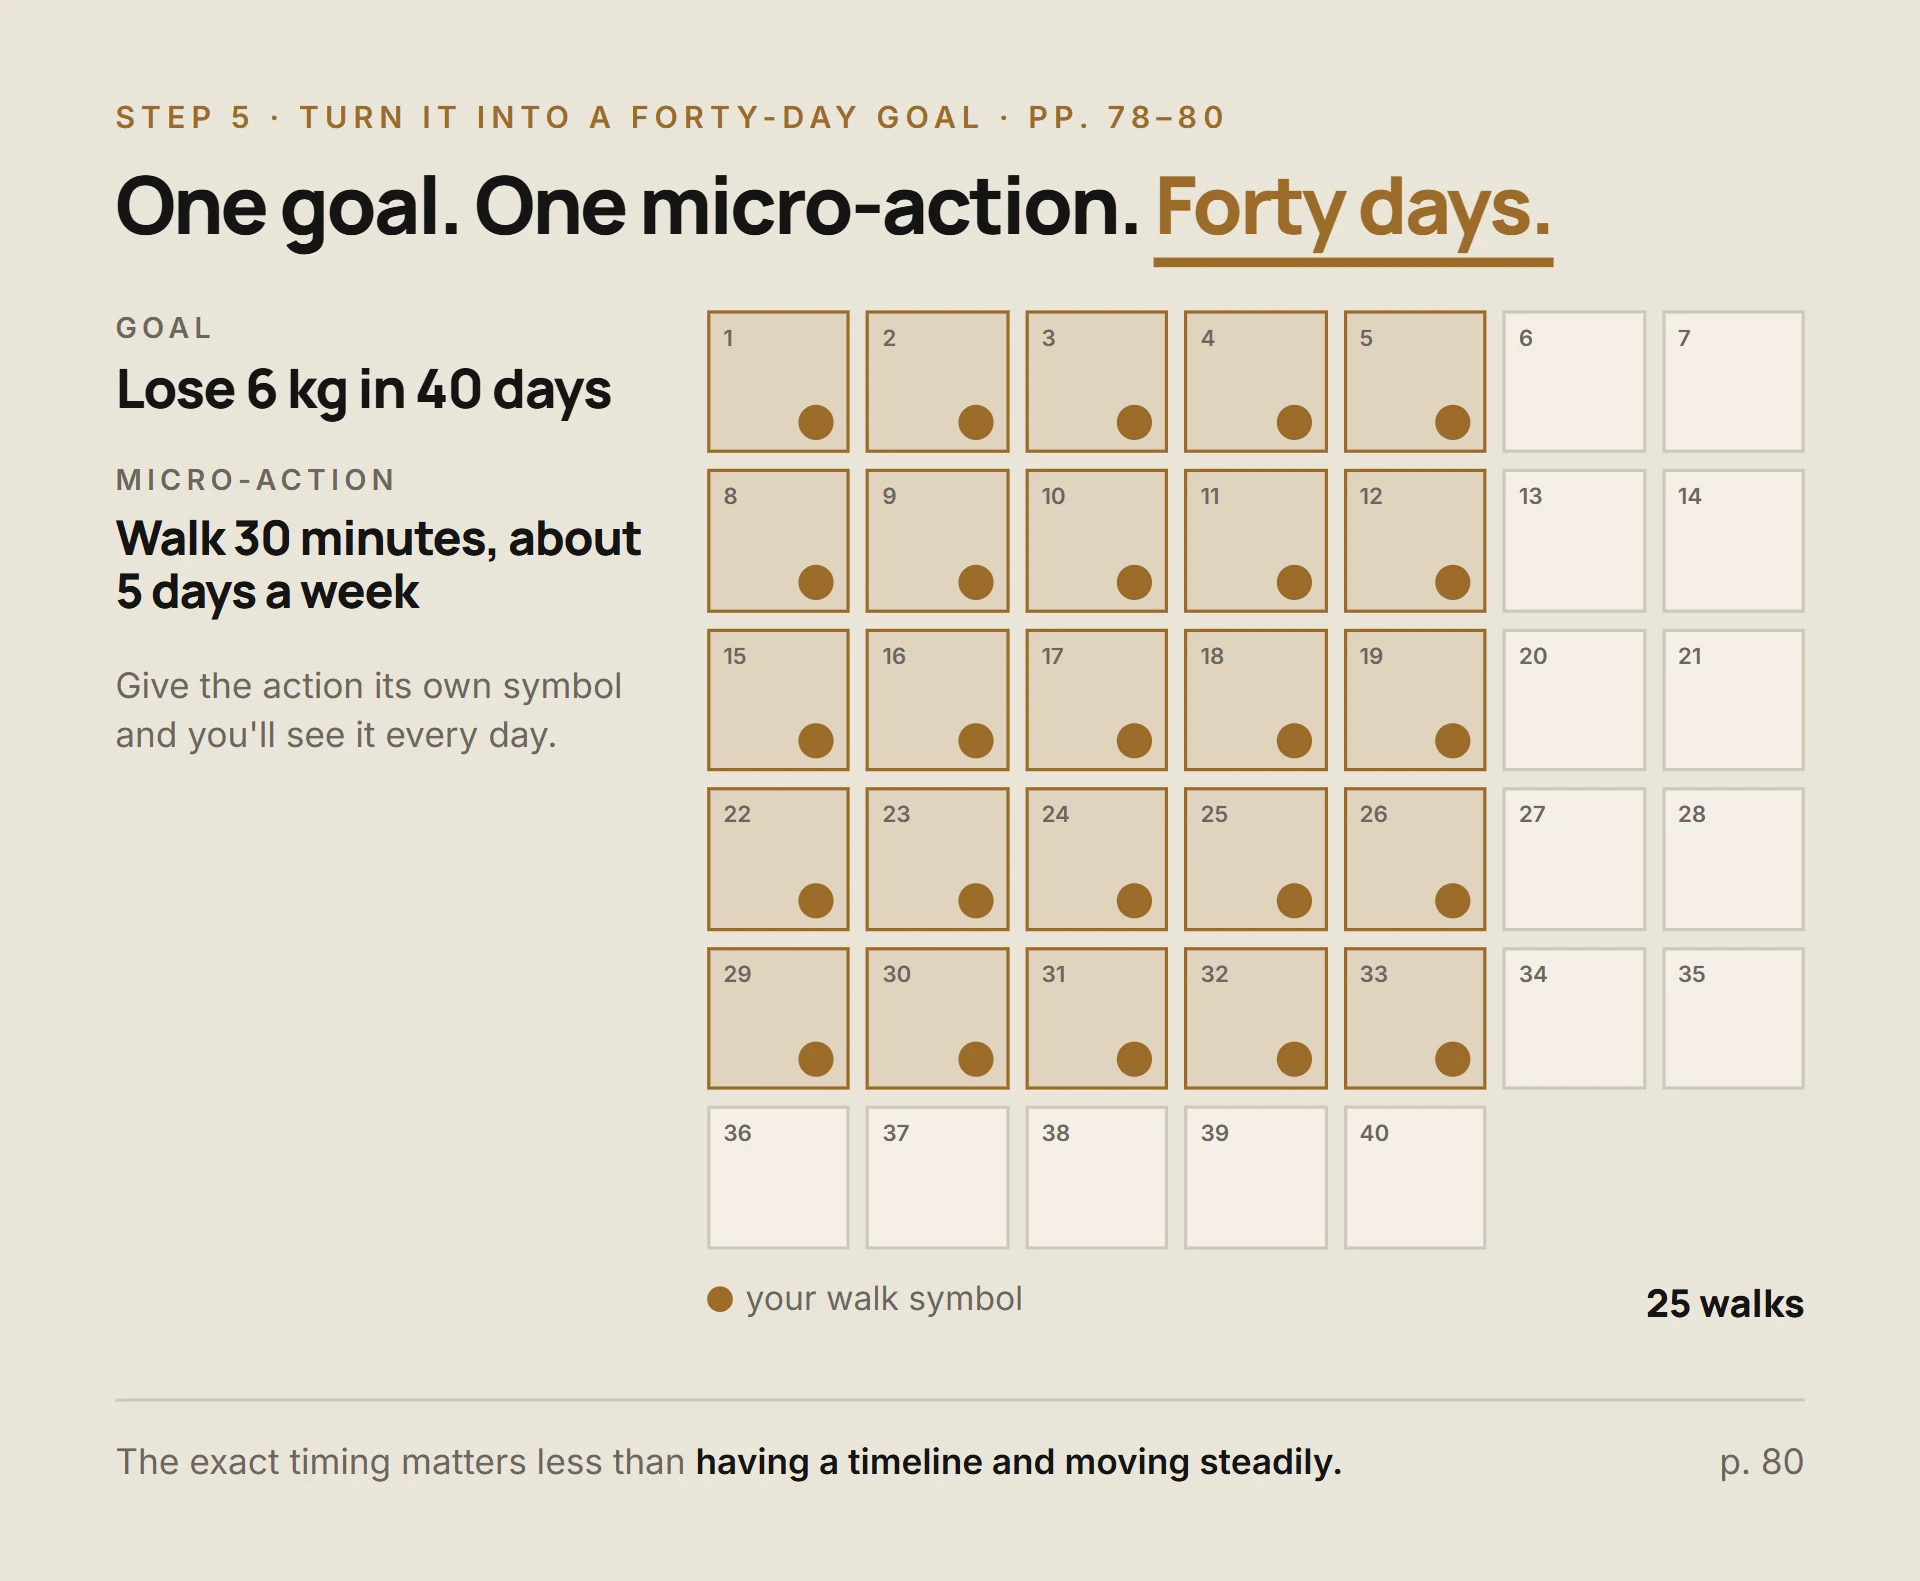 STEP 5 · TURN IT INTO A FORTY-DAY GOAL · PP. 78–80
One goal. One micro-action. Forty days.
GOAL
Lose 6 kg in 40 days
MICRO-ACTION
Walk 30 minutes, about
5 days a week
Give the action its own symbol
and you'll see it every day.
1 2 3 4 5 6 7
8 9 10 11 12 13 14
15 16 17 18 19 20 21
22 23 24 25 26 27 28
29 30 31 32 33 34 35
36 37 38 39 40
your walk symbol
25 walks
The exact timing matters less than having a timeline and moving steadily.
p. 80